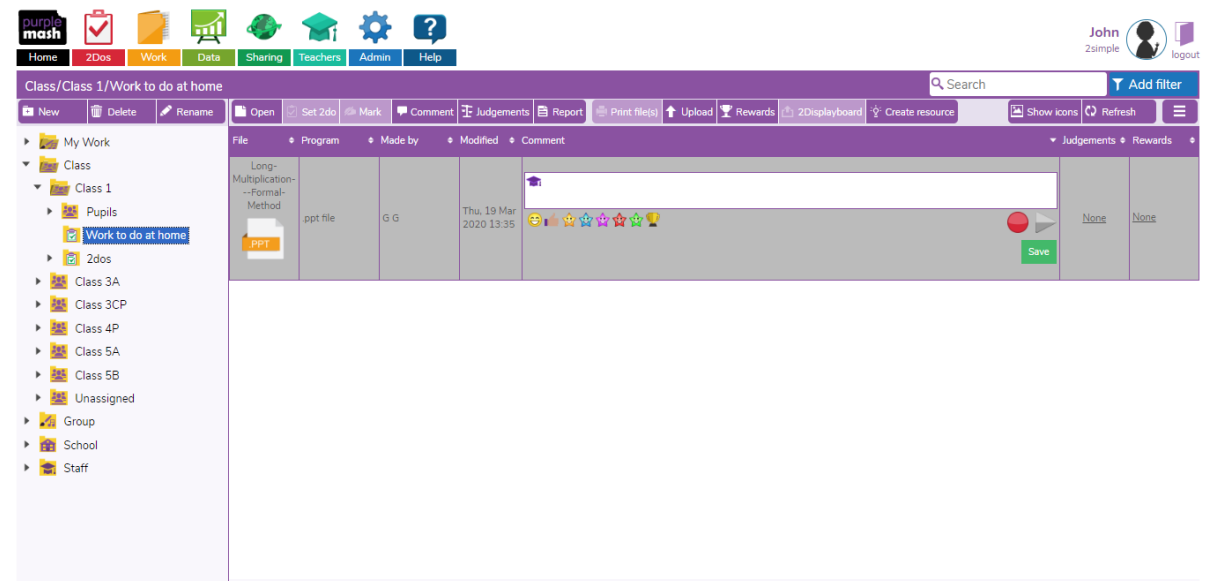 purple
mash
Home 2Dos Work Data Sharing Teachers Admin Help
John
2simple
logout
Class/Class 1/Work to do at home
Search Add filter
New Delete Rename Open Set 2do Mark Comment Judgements Report Print file(s) Upload Rewards 2Displayboard Create resource Show icons Refresh
My Work
Class
Class 1
Pupils
Work to do at home
2dos
Class 3A
Class 3CP
Class 4P
Class 5A
Class 5B
Unassigned
Group
School
Staff
File Program Made by Modified Comment Judgements Rewards
Long-
Multiplication-
--Formal-
Method
.PPT
.ppt file
G G
Thu, 19 Mar
2020 13:35
Save
None
None